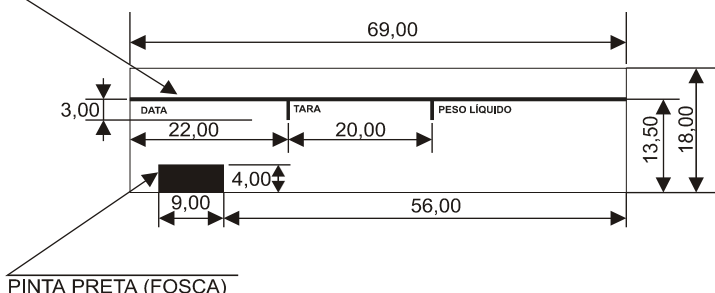 69,00
3,00
DATA
TARA
PESO LÍQUIDO
22,00
20,00
13,50
18,00
4,00
9,00
56,00
PINTA PRETA (FOSCA)